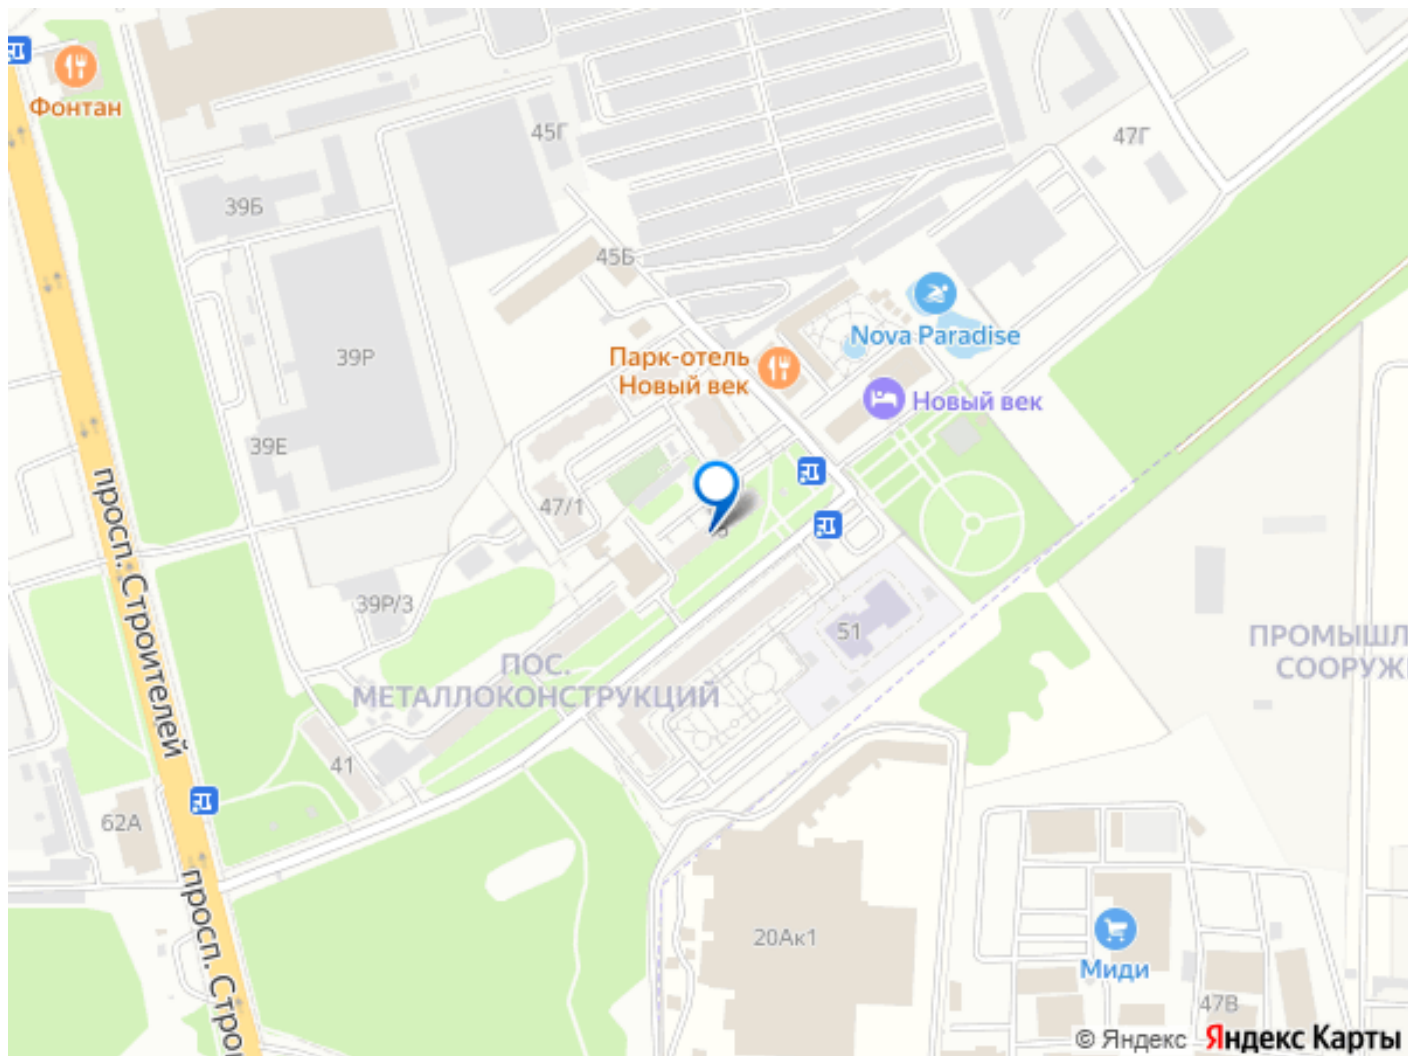 Фонтан
45Г
47Г
39Б
45Б
Nova Paradise
39Р
Парк-отель
Новый век
Новый век
39Е
47/1
просп. Строителей
39Р/3
51
ПРОМЫШЛ
СООРУЖ
ПОС.
МЕТАЛЛОКОНСТРУКЦИЙ
41
62А
просп. Строи
20Ак1
Миди
47В
© Яндекс Яндекс Карты